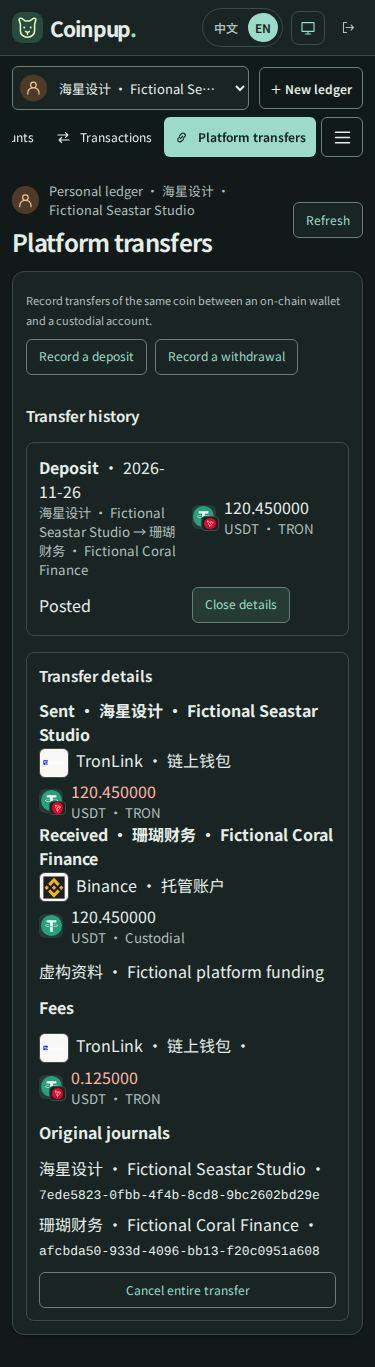 Coinpup.
中文
EN
海星设计 • Fictional Se⋯
+ New ledger
unts
Transactions
Platform transfers
Personal ledger • 海星设计 •
Fictional Seastar Studio
Platform transfers
Refresh
Record transfers of the same coin between an on-chain wallet
and a custodial account.
Record a deposit
Record a withdrawal
Transfer history
Deposit • 2026-
11-26
海星设计 • Fictional
Seastar Studio → 珊瑚
财务 • Fictional Coral
Finance
120.450000
USDT • TRON
Posted
Close details
Transfer details
Sent • 海星设计 • Fictional Seastar
Studio
TronLink • 链上钱包
120.450000
USDT • TRON
Received • 珊瑚财务 • Fictional Coral
Finance
Binance • 托管账户
120.450000
USDT • Custodial
虚构资料 • Fictional platform funding
Fees
TronLink • 链上钱包 •
0.125000
USDT • TRON
Original journals
海星设计 • Fictional Seastar Studio •
7ede5823-0fbb-4f4b-8cd8-9bc2602bd29e
珊瑚财务 • Fictional Coral Finance •
afcbda50-933d-4096-bb13-f20c0951a608
Cancel entire transfer